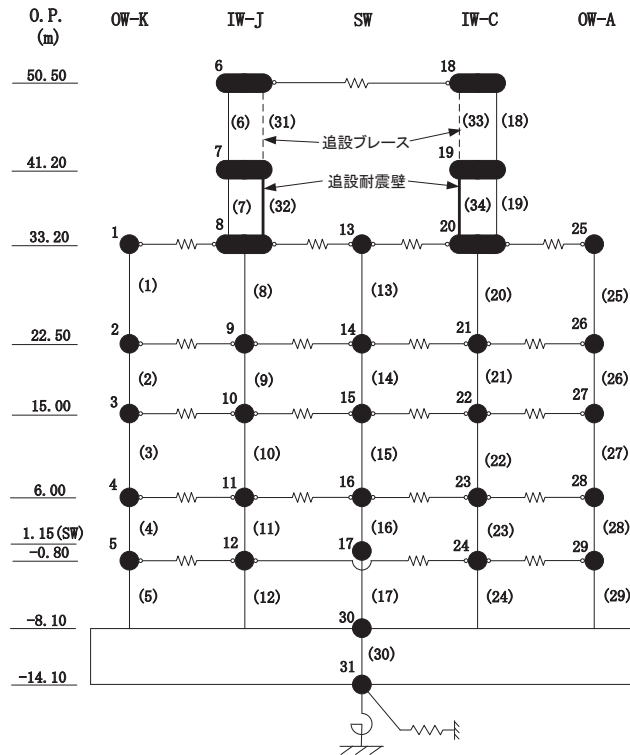 O.P.
(m)
OW-K IW-J SW IW-C OW-A
50.50
6 18
(6) (31) (33) (18)
追設ブレース
41.20
7 19
追設耐震壁
(7) (32) (34) (19)
33.20
1 8 13 20 25
(1) (8) (13) (20) (25)
22.50
2 9 14 21 26
(2) (9) (14) (21) (26)
15.00
3 10 15 22 27
(3) (10) (15) (22) (27)
6.00
4 11 16 23 28
(4) (11) (16) (23) (28)
1.15(SW)
-0.80
5 12 17 24 29
(5) (12) (17) (24) (29)
-8.10
30
(30)
-14.10
31